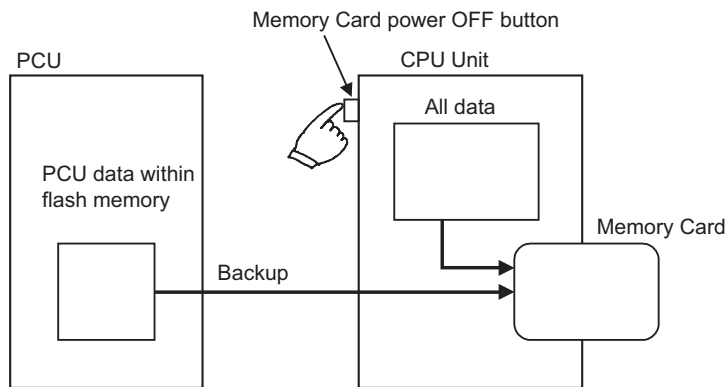 Memory Card power OFF button
PCU
CPU Unit
All data
PCU data within
flash memory
Memory Card
Backup